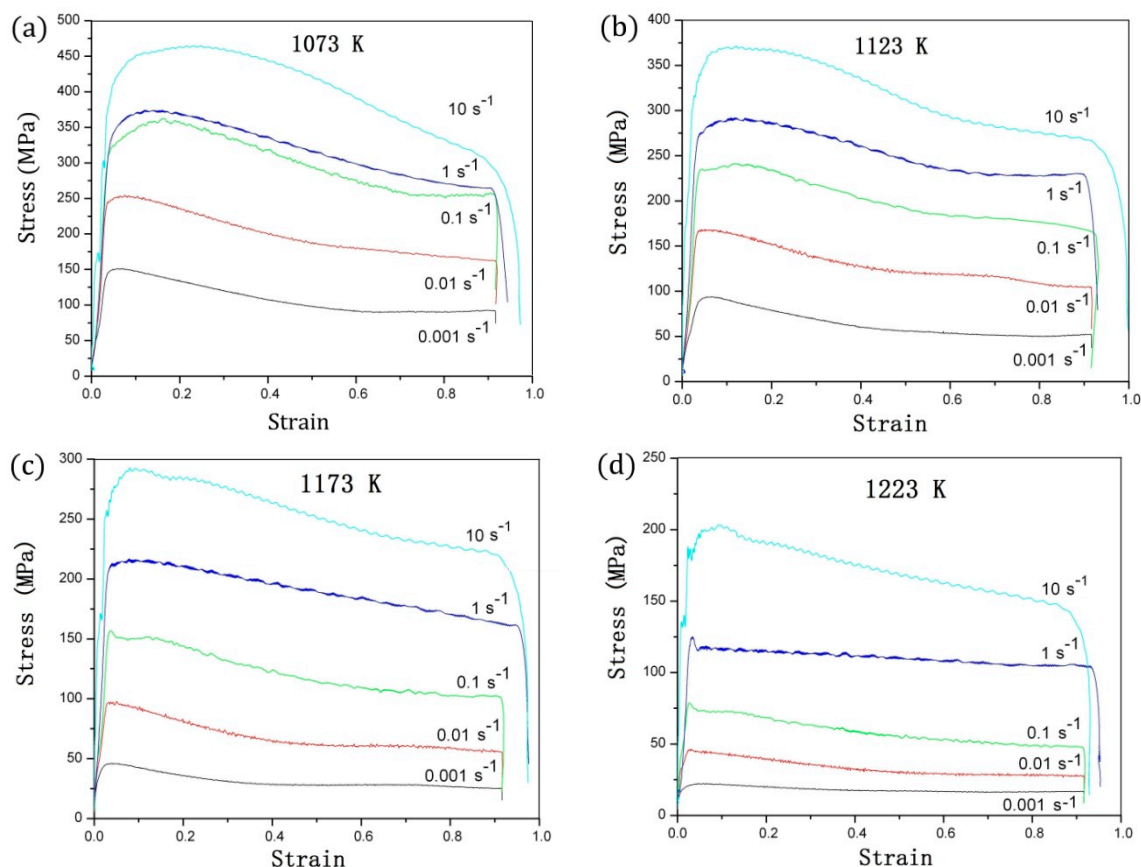 (a)
1073 K
500
450
400
350
300
250
200
150
100
50
0
Stress (MPa)
10 s⁻¹
1 s⁻¹
0.1 s⁻¹
0.01 s⁻¹
0.001 s⁻¹
0.0 0.2 0.4 0.6 0.8 1.0
Strain
(b)
1123 K
400
350
300
250
200
150
100
50
0
Stress (MPa)
10 s⁻¹
1 s⁻¹
0.1 s⁻¹
0.01 s⁻¹
0.001 s⁻¹
0.0 0.2 0.4 0.6 0.8 1.0
Strain
(c)
1173 K
300
250
200
150
100
50
0
Stress (MPa)
10 s⁻¹
1 s⁻¹
0.1 s⁻¹
0.01 s⁻¹
0.001 s⁻¹
0.0 0.2 0.4 0.6 0.8 1.0
Strain
(d)
1223 K
250
200
150
100
50
0
Stress (MPa)
10 s⁻¹
1 s⁻¹
0.1 s⁻¹
0.01 s⁻¹
0.001 s⁻¹
0.0 0.2 0.4 0.6 0.8 1.0
Strain